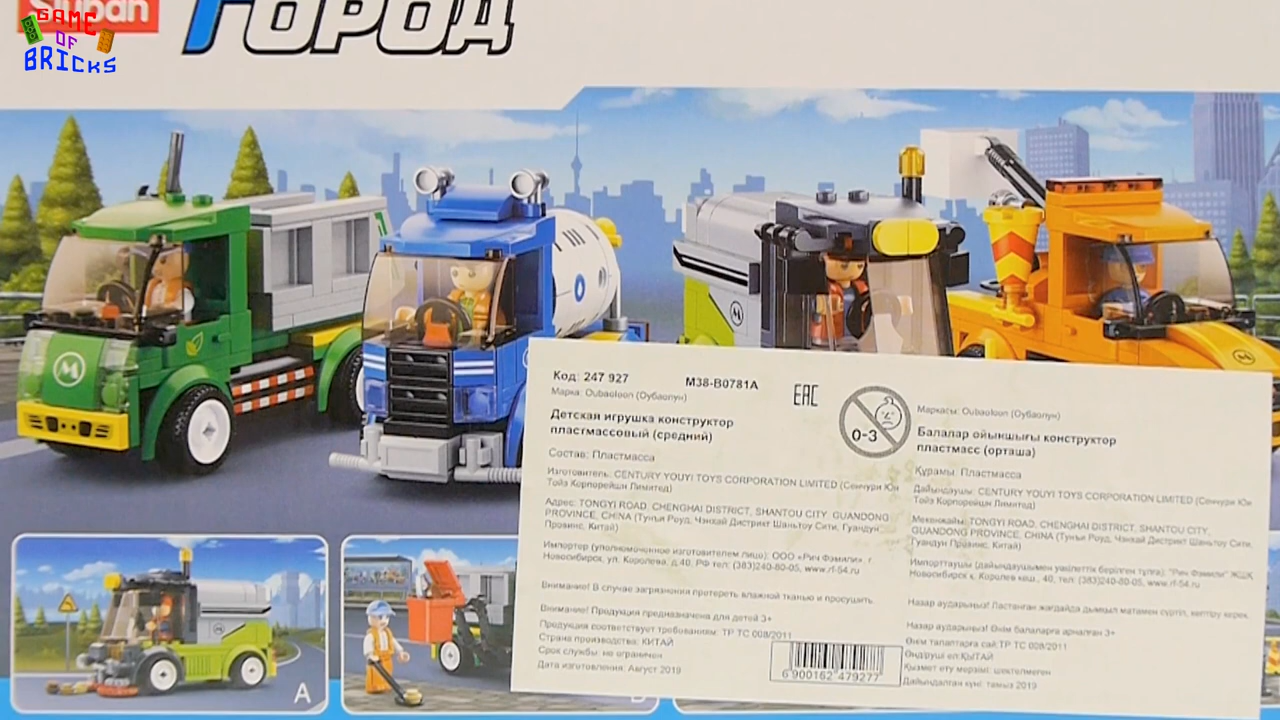 Sluban
ГОРОД
GAME
OF
BRICKS
Код: 247 927 M38-B0781A EAC
Марка: Oubaoloon (Оубаолун)
Детская игрушка конструктор
пластмассовый (средний)
Состав: Пластмасса
Изготовитель: CENTURY YOUYI TOYS CORPORATION LIMITED (Сенчури Юи
Тойз Корпорейшн Лимитед)
Адрес: TONGYI ROAD, CHENGHAI DISTRICT, SHANTOU CITY, GUANDONG
PROVINCE, CHINA (Тунъи Роуд, Чэнхай Дистрикт Шаньтоу Сити, Гуандун
Провинс, Китай)
Импортер (уполномоченное изготовителем лицо): ООО «Рич Фэмили» г.
Новосибирск, ул. Королева, д.40, РФ тел: (383)240-80-05, www.rf-54.ru
Внимание! В случае загрязнения протереть влажной тканью и просушить.
Внимание! Продукция предназначена для детей 3+
Продукция соответствует требованиям: ТР ТС 008/2011
Страна производства: КИТАЙ
Срок службы: не ограничен
Дата изготовления: Август 2019
6 900162 479277
0-3
Маркасы: Oubaoloon (Оубаолун)
Балалар ойыншығы конструктор
пластмасс (орташа)
Құрамы: Пластмасса
Дайындаушы: CENTURY YOUYI TOYS CORPORATION LIMITED (Сенчури Юи
Тойз Корпорейшн Лимитед)
Мекенжайы: TONGYI ROAD, CHENGHAI DISTRICT, SHANTOU CITY,
GUANDONG PROVINCE, CHINA (Тунъи Роуд, Чэнхай Дистрикт Шаньтоу Сити,
Гуандун Провинс, Китай)
Импорттаушы (дайындаушымен уәкілеттік берілген тұлға): "Рич Фэмили" ЖШҚ
Новосибирск қ. Королев көш., 40, тел: (383)240-80-05, www.rf-54.ru
Назар аударыңыз! Ластанған жағдайда дымқыл матамен сүртіп, кептіру керек.
Назар аударыңыз! Өнім балаларға арналған 3+
Өнім талаптарға сай:ТР ТС 008/2011
Өндіруші ел:ҚЫТАЙ
Қызмет ету мерзімі: шектелмеген
Дайындалған күні: тамыз 2019
A